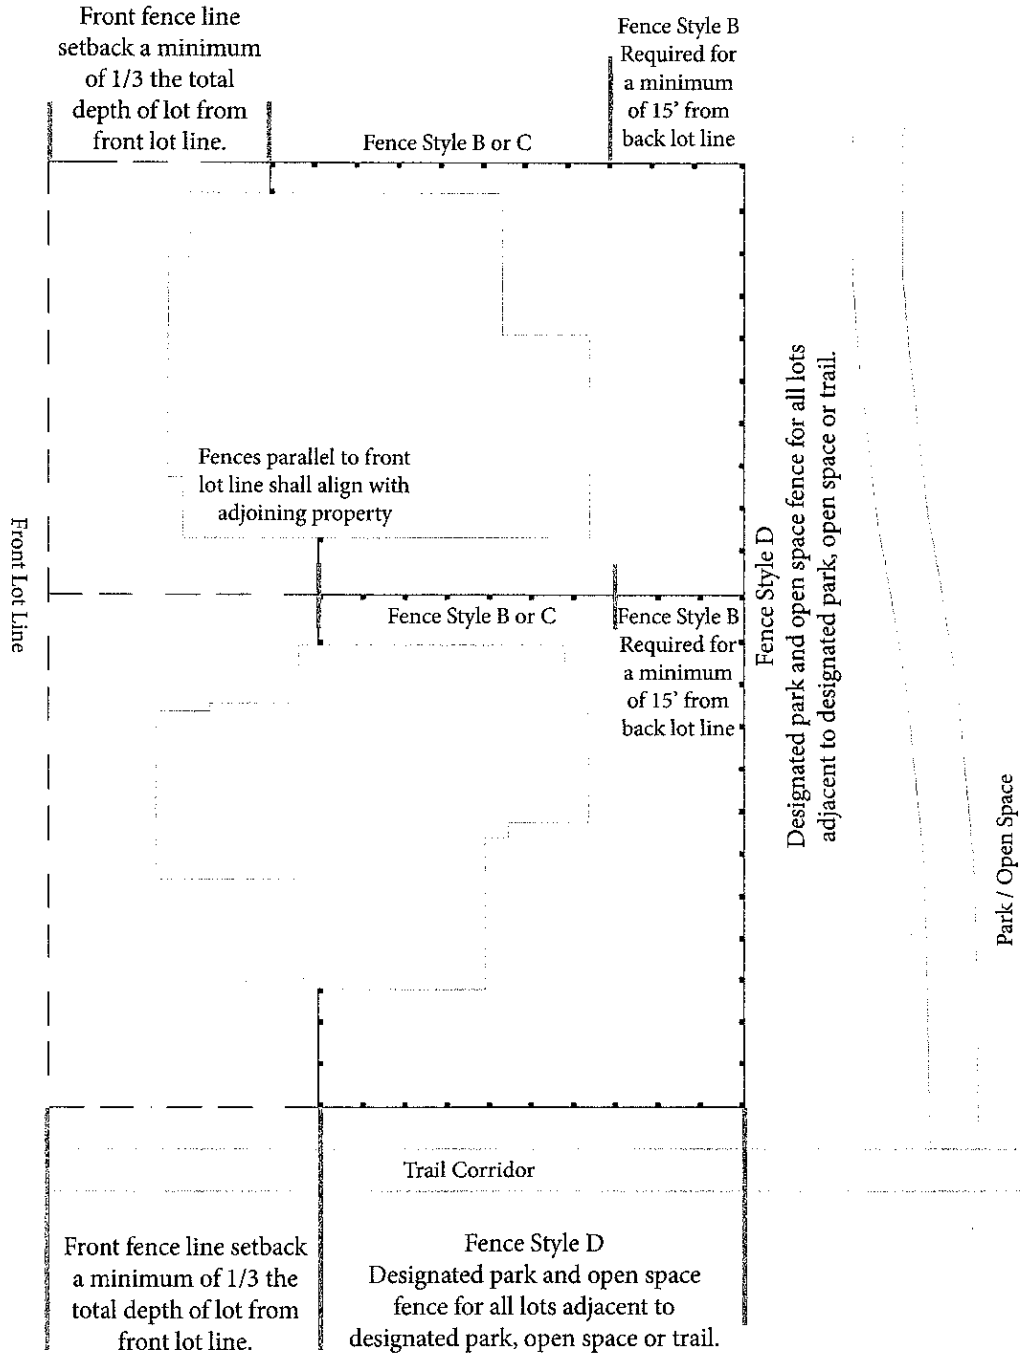 Front fence line
setback a minimum
of 1/3 the total
depth of lot from
front lot line.
Fence Style B or C
Fence Style B
Required for
a minimum
of 15' from
back lot line
Fences parallel to front
lot line shall align with
adjoining property
Front Lot Line
Fence Style B or C
Fence Style B
Required for
a minimum
of 15' from
back lot line
Fence Style D
Designated park and open space fence for all lots
adjacent to designated park, open space or trail.
Park / Open Space
Trail Corridor
Front fence line setback
a minimum of 1/3 the
total depth of lot from
front lot line.
Fence Style D
Designated park and open space
fence for all lots adjacent to
designated park, open space or trail.